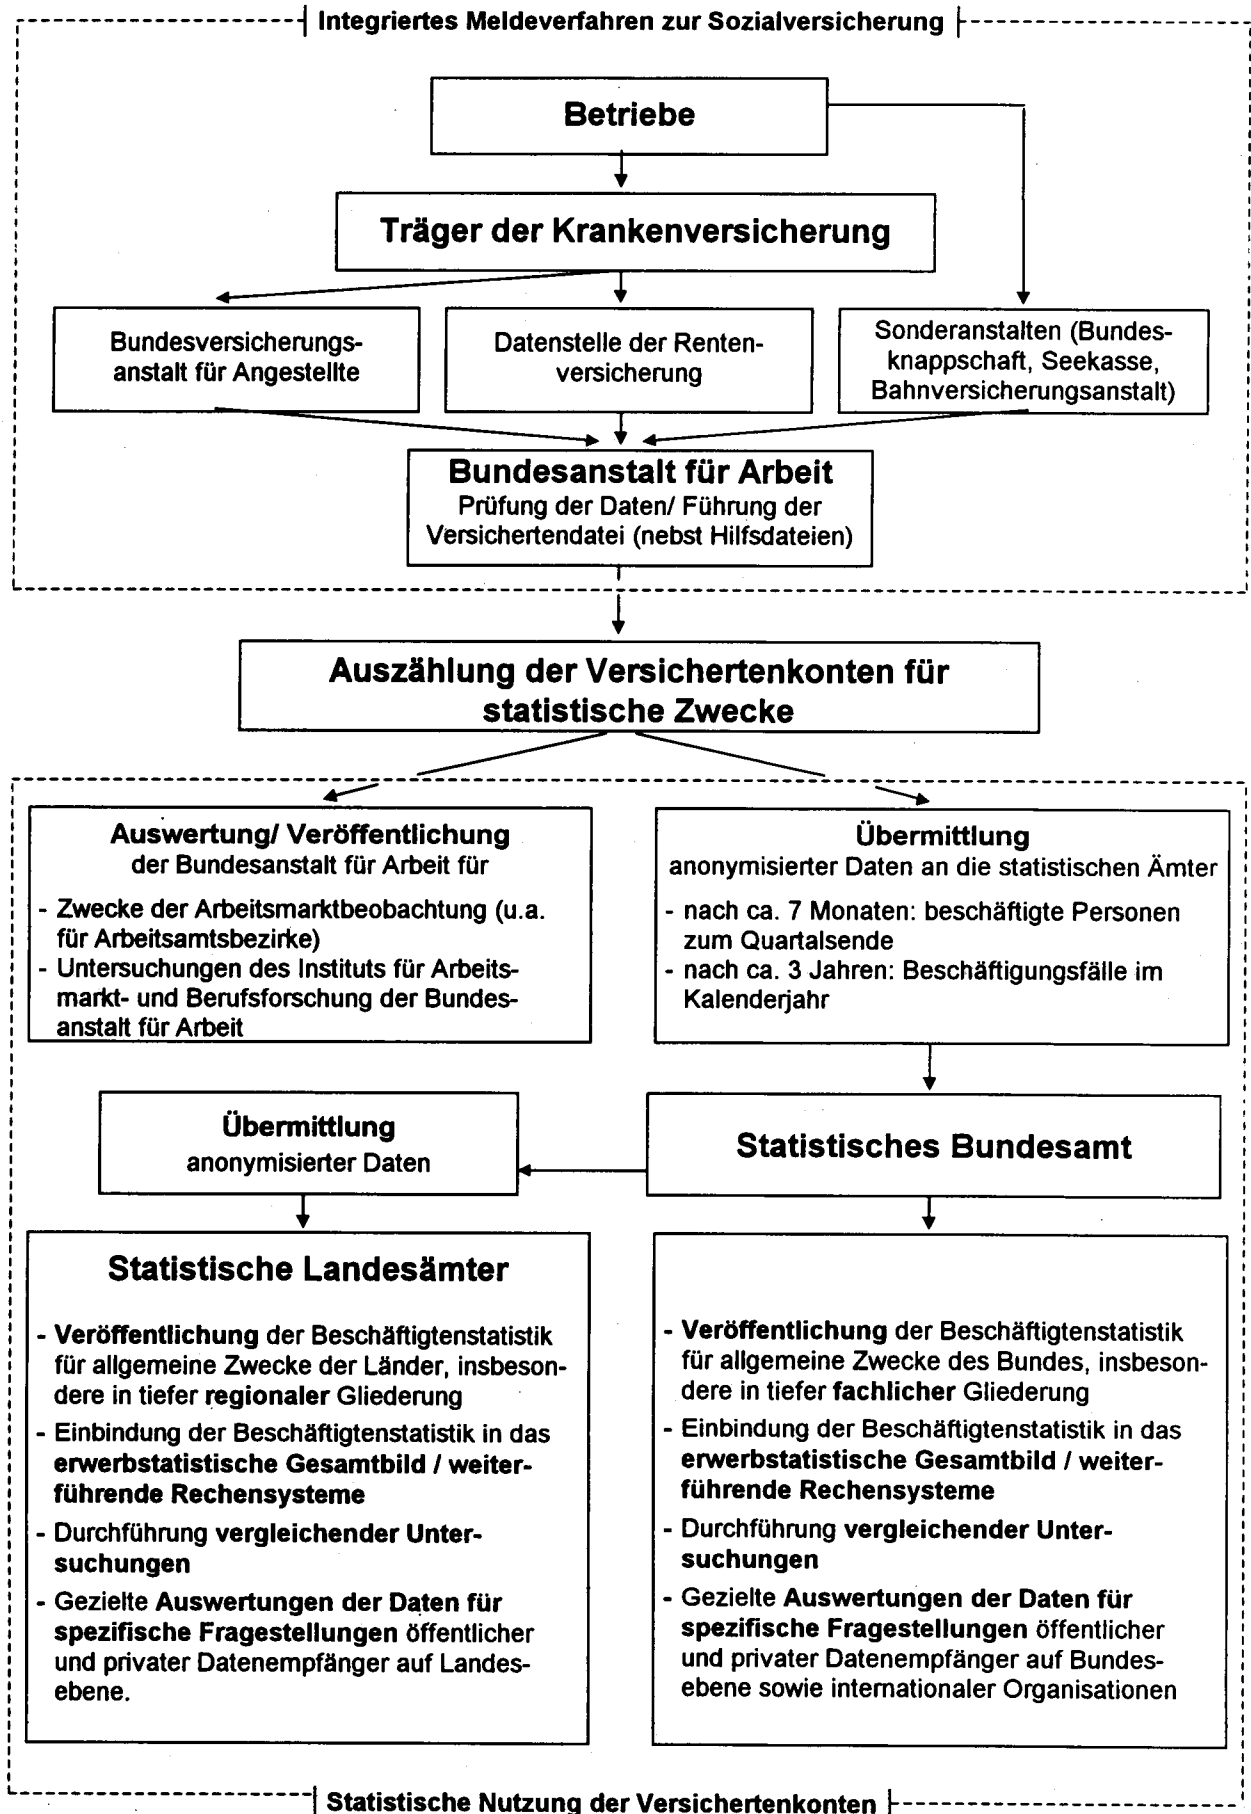 Integriertes Meldeverfahren zur Sozialversicherung
Betriebe
Träger der Krankenversicherung
Bundesversicherungs-
anstalt für Angestellte
Datenstelle der Renten-
versicherung
Sonderanstalten (Bundes-
knappschaft, Seekasse,
Bahnversicherungsanstalt)
Bundesanstalt für Arbeit
Prüfung der Daten/ Führung der
Versichertendatei (nebst Hilfsdateien)
Auszählung der Versichertenkonten für
statistische Zwecke
Auswertung/ Veröffentlichung
der Bundesanstalt für Arbeit für
- Zwecke der Arbeitsmarktbeobachtung (u.a.
für Arbeitsamtsbezirke)
- Untersuchungen des Instituts für Arbeits-
markt- und Berufsforschung der Bundes-
anstalt für Arbeit
Übermittlung
anonymisierter Daten an die statistischen Ämter
- nach ca. 7 Monaten: beschäftigte Personen
zum Quartalsende
- nach ca. 3 Jahren: Beschäftigungsfälle im
Kalenderjahr
Übermittlung
anonymisierter Daten
Statistisches Bundesamt
Statistische Landesämter
- Veröffentlichung der Beschäftigtenstatistik
für allgemeine Zwecke der Länder, insbeson-
dere in tiefer regionaler Gliederung
- Einbindung der Beschäftigtenstatistik in das
erwerbstatistische Gesamtbild / weiter-
führende Rechensysteme
- Durchführung vergleichender Unter-
suchungen
- Gezielte Auswertungen der Daten für
spezifische Fragestellungen öffentlicher
und privater Datenempfänger auf Landes-
ebene.
- Veröffentlichung der Beschäftigtenstatistik
für allgemeine Zwecke des Bundes, insbeson-
dere in tiefer fachlicher Gliederung
- Einbindung der Beschäftigtenstatistik in das
erwerbstatistische Gesamtbild / weiter-
führende Rechensysteme
- Durchführung vergleichender Unter-
suchungen
- Gezielte Auswertungen der Daten für
spezifische Fragestellungen öffentlicher
und privater Datenempfänger auf Bundes-
ebene sowie internationaler Organisationen
Statistische Nutzung der Versichertenkonten